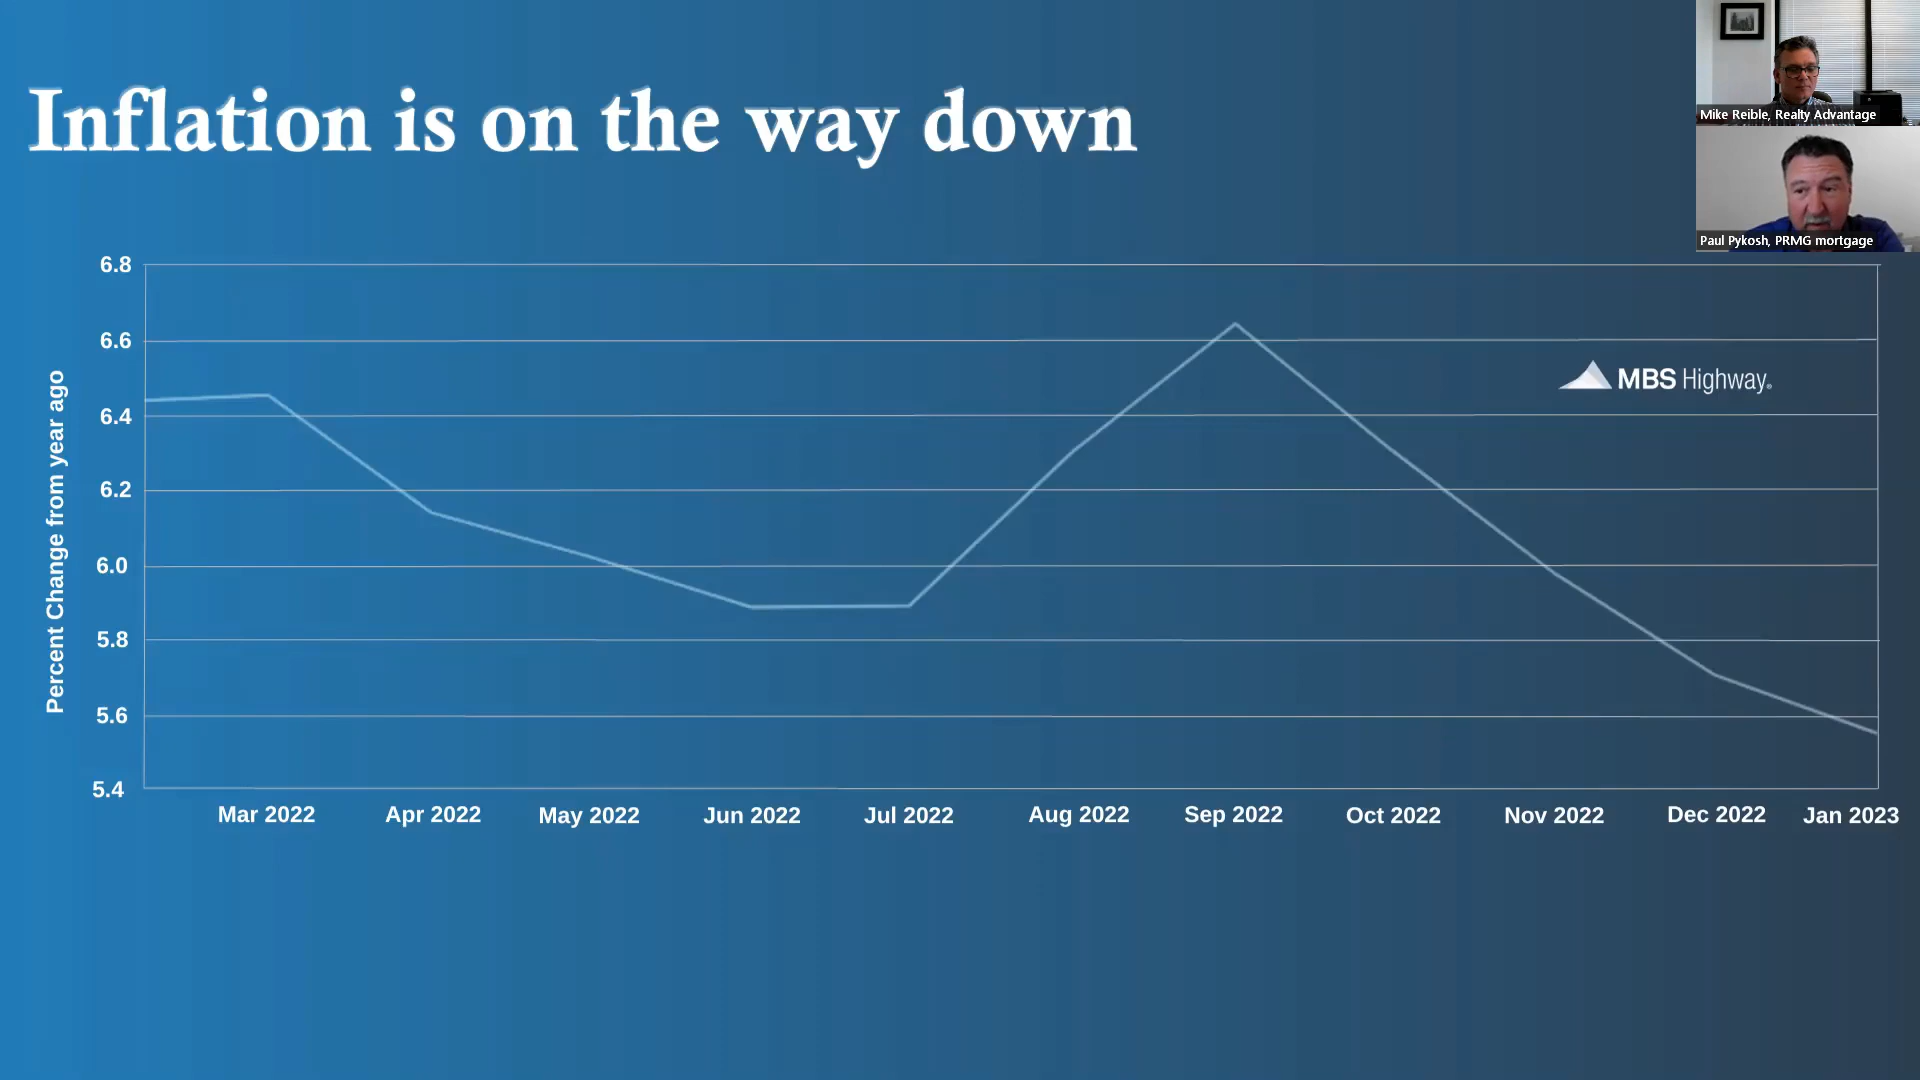 Inflation is on the way down
Mike Reible, Realty Advantage
Paul Pykosh, PRMG mortgage
Percent Change from year ago
6.8
6.6
6.4
6.2
6.0
5.8
5.6
5.4
MBS Highway®
Mar 2022 Apr 2022 May 2022 Jun 2022 Jul 2022 Aug 2022 Sep 2022 Oct 2022 Nov 2022 Dec 2022 Jan 2023